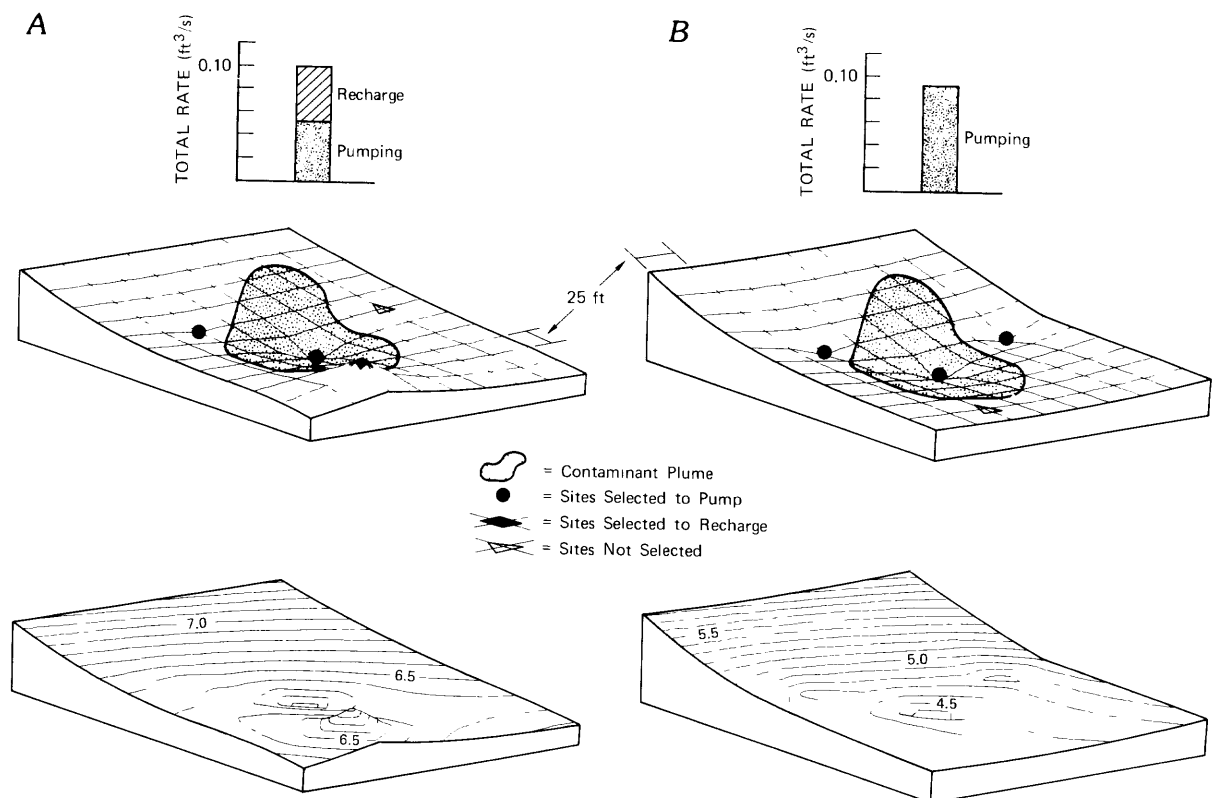 A
TOTAL RATE (ft3/s)
0.10
Recharge
Pumping
B
TOTAL RATE (ft3/s)
0.10
Pumping
25 ft
= Contaminant Plume
= Sites Selected to Pump
= Sites Selected to Recharge
= Sites Not Selected
7.0
6.5
6.5
5.5
5.0
4.5